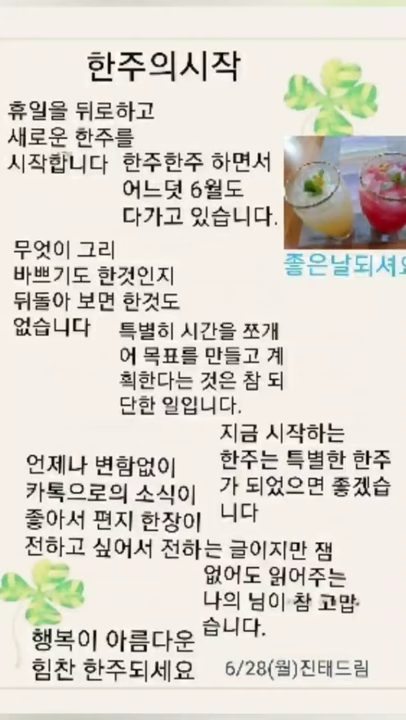 한주의시작
휴일을 뒤로하고
새로운 한주를
시작합니다
한주한주 하면서
어느덧 6월도
다가고 있습니다.
좋은날되셔요
무엇이 그리
바쁘기도 한것인지
뒤돌아 보면 한것도
없습니다
특별히 시간을 쪼개
어 목표를 만들고 계
획한다는 것은 참 되
단한 일입니다.
지금 시작하는
한주는 특별한 한주
가 되었으면 좋겠습
니다
언제나 변함없이
카톡으로의 소식이
좋아서 편지 한장이
전하고 싶어서 전하는 글이지만 잼
없어도 읽어주는
나의 님이 참 고맙
습니다.
행복이 아름다운
힘찬 한주되세요
6/28(월)진태드림